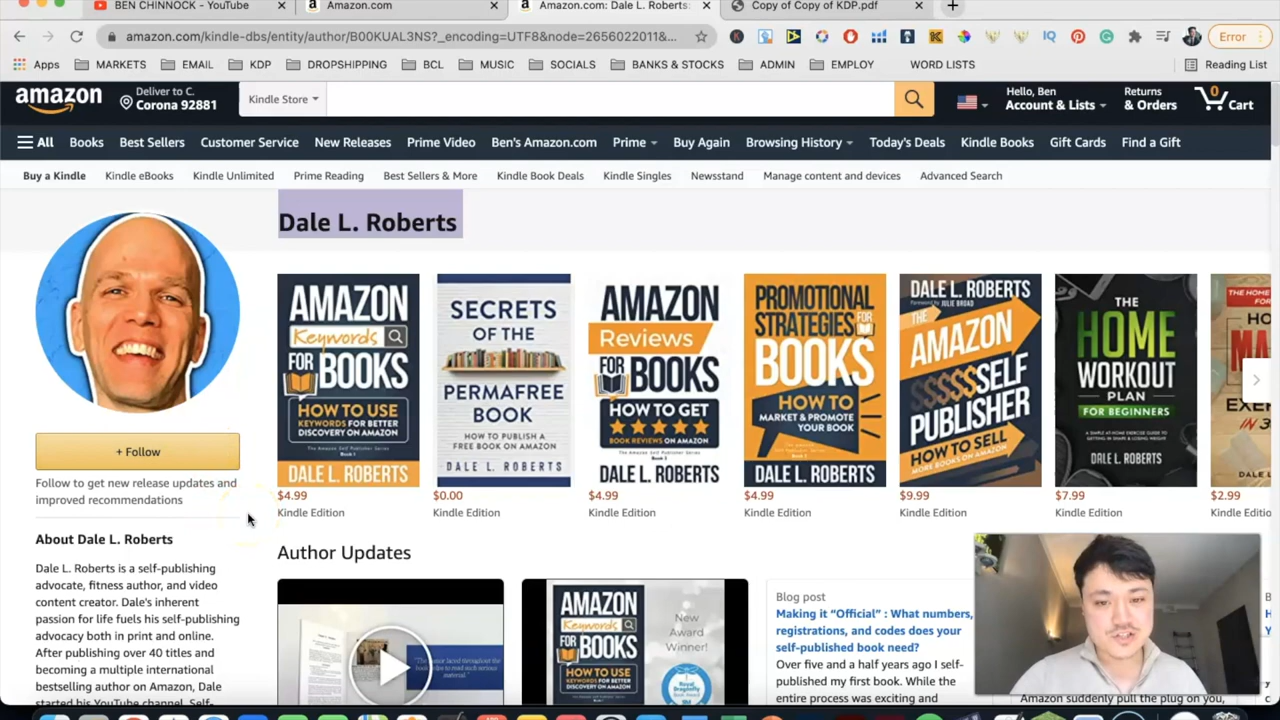 BEN CHINNOCK - YouTube
Amazon.com
Amazon.com: Dale L. Roberts:
Copy of Copy of KDP.pdf
amazon.com/kindle-dbs/entity/author/B00KUAL3NS?_encoding=UTF8&node=2656022011&...
Error
Apps
MARKETS
EMAIL
KDP
DROPSHIPPING
BCL
MUSIC
SOCIALS
BANKS & STOCKS
ADMIN
EMPLOY
WORD LISTS
Reading List
amazon
Deliver to C.
Corona 92881
Kindle Store
Hello, Ben
Account & Lists
Returns
& Orders
0
Cart
All
Books
Best Sellers
Customer Service
New Releases
Prime Video
Ben's Amazon.com
Prime
Buy Again
Browsing History
Today's Deals
Kindle Books
Gift Cards
Find a Gift
Buy a Kindle
Kindle eBooks
Kindle Unlimited
Prime Reading
Best Sellers & More
Kindle Book Deals
Kindle Singles
Newsstand
Manage content and devices
Advanced Search
Dale L. Roberts
AMAZON
Keywords
FOR BOOKS
HOW TO USE
KEYWORDS FOR BETTER
DISCOVERY ON AMAZON
DALE L. ROBERTS
$4.99
Kindle Edition
SECRETS
OF THE
PERMAFREE
BOOK
HOW TO PUBLISH A
FREE BOOK ON AMAZON
DALE L. ROBERTS
$0.00
Kindle Edition
AMAZON
Reviews
FOR BOOKS
HOW TO GET
BOOK REVIEWS ON AMAZON
DALE L. ROBERTS
$4.99
Kindle Edition
PROMOTIONAL
STRATEGIES
FOR
BOOKS
HOW TO
MARKET & PROMOTE
YOUR BOOK
DALE L. ROBERTS
$4.99
Kindle Edition
DALE L. ROBERTS
Foreword by JULIE BROAD
THE
AMAZON
$$$$$SELF
PUBLISHER
HOW TO SELL
MORE BOOKS ON AMAZON
$9.99
Kindle Edition
THE
HOME
WORKOUT
PLAN
FOR BEGINNERS
DALE L. ROBERTS
$7.99
Kindle Edition
$2.99
Kindle Editio
+ Follow
Follow to get new release updates and
improved recommendations
About Dale L. Roberts
Dale L. Roberts is a self-publishing
advocate, fitness author, and video
content creator. Dale's inherent
passion for life fuels his self-publishing
advocacy both in print and online.
After publishing over 40 titles and
becoming a multiple international
bestselling author on Amazon, Dale
started his YouTube channel, Self-
Author Updates
AMAZON
Keywords
FOR BOOKS
HOW TO USE
KEYWORDS FOR BETTER
DISCOVERY ON AMAZON
New
Award
Winner!
Blog post
Making it “Official” : What numbers,
registrations, and codes does your
self-published book need?
Over five and a half years ago I self-
published my first book. While the
entire process was exciting and
Amazon suddenly pull the plug on you,